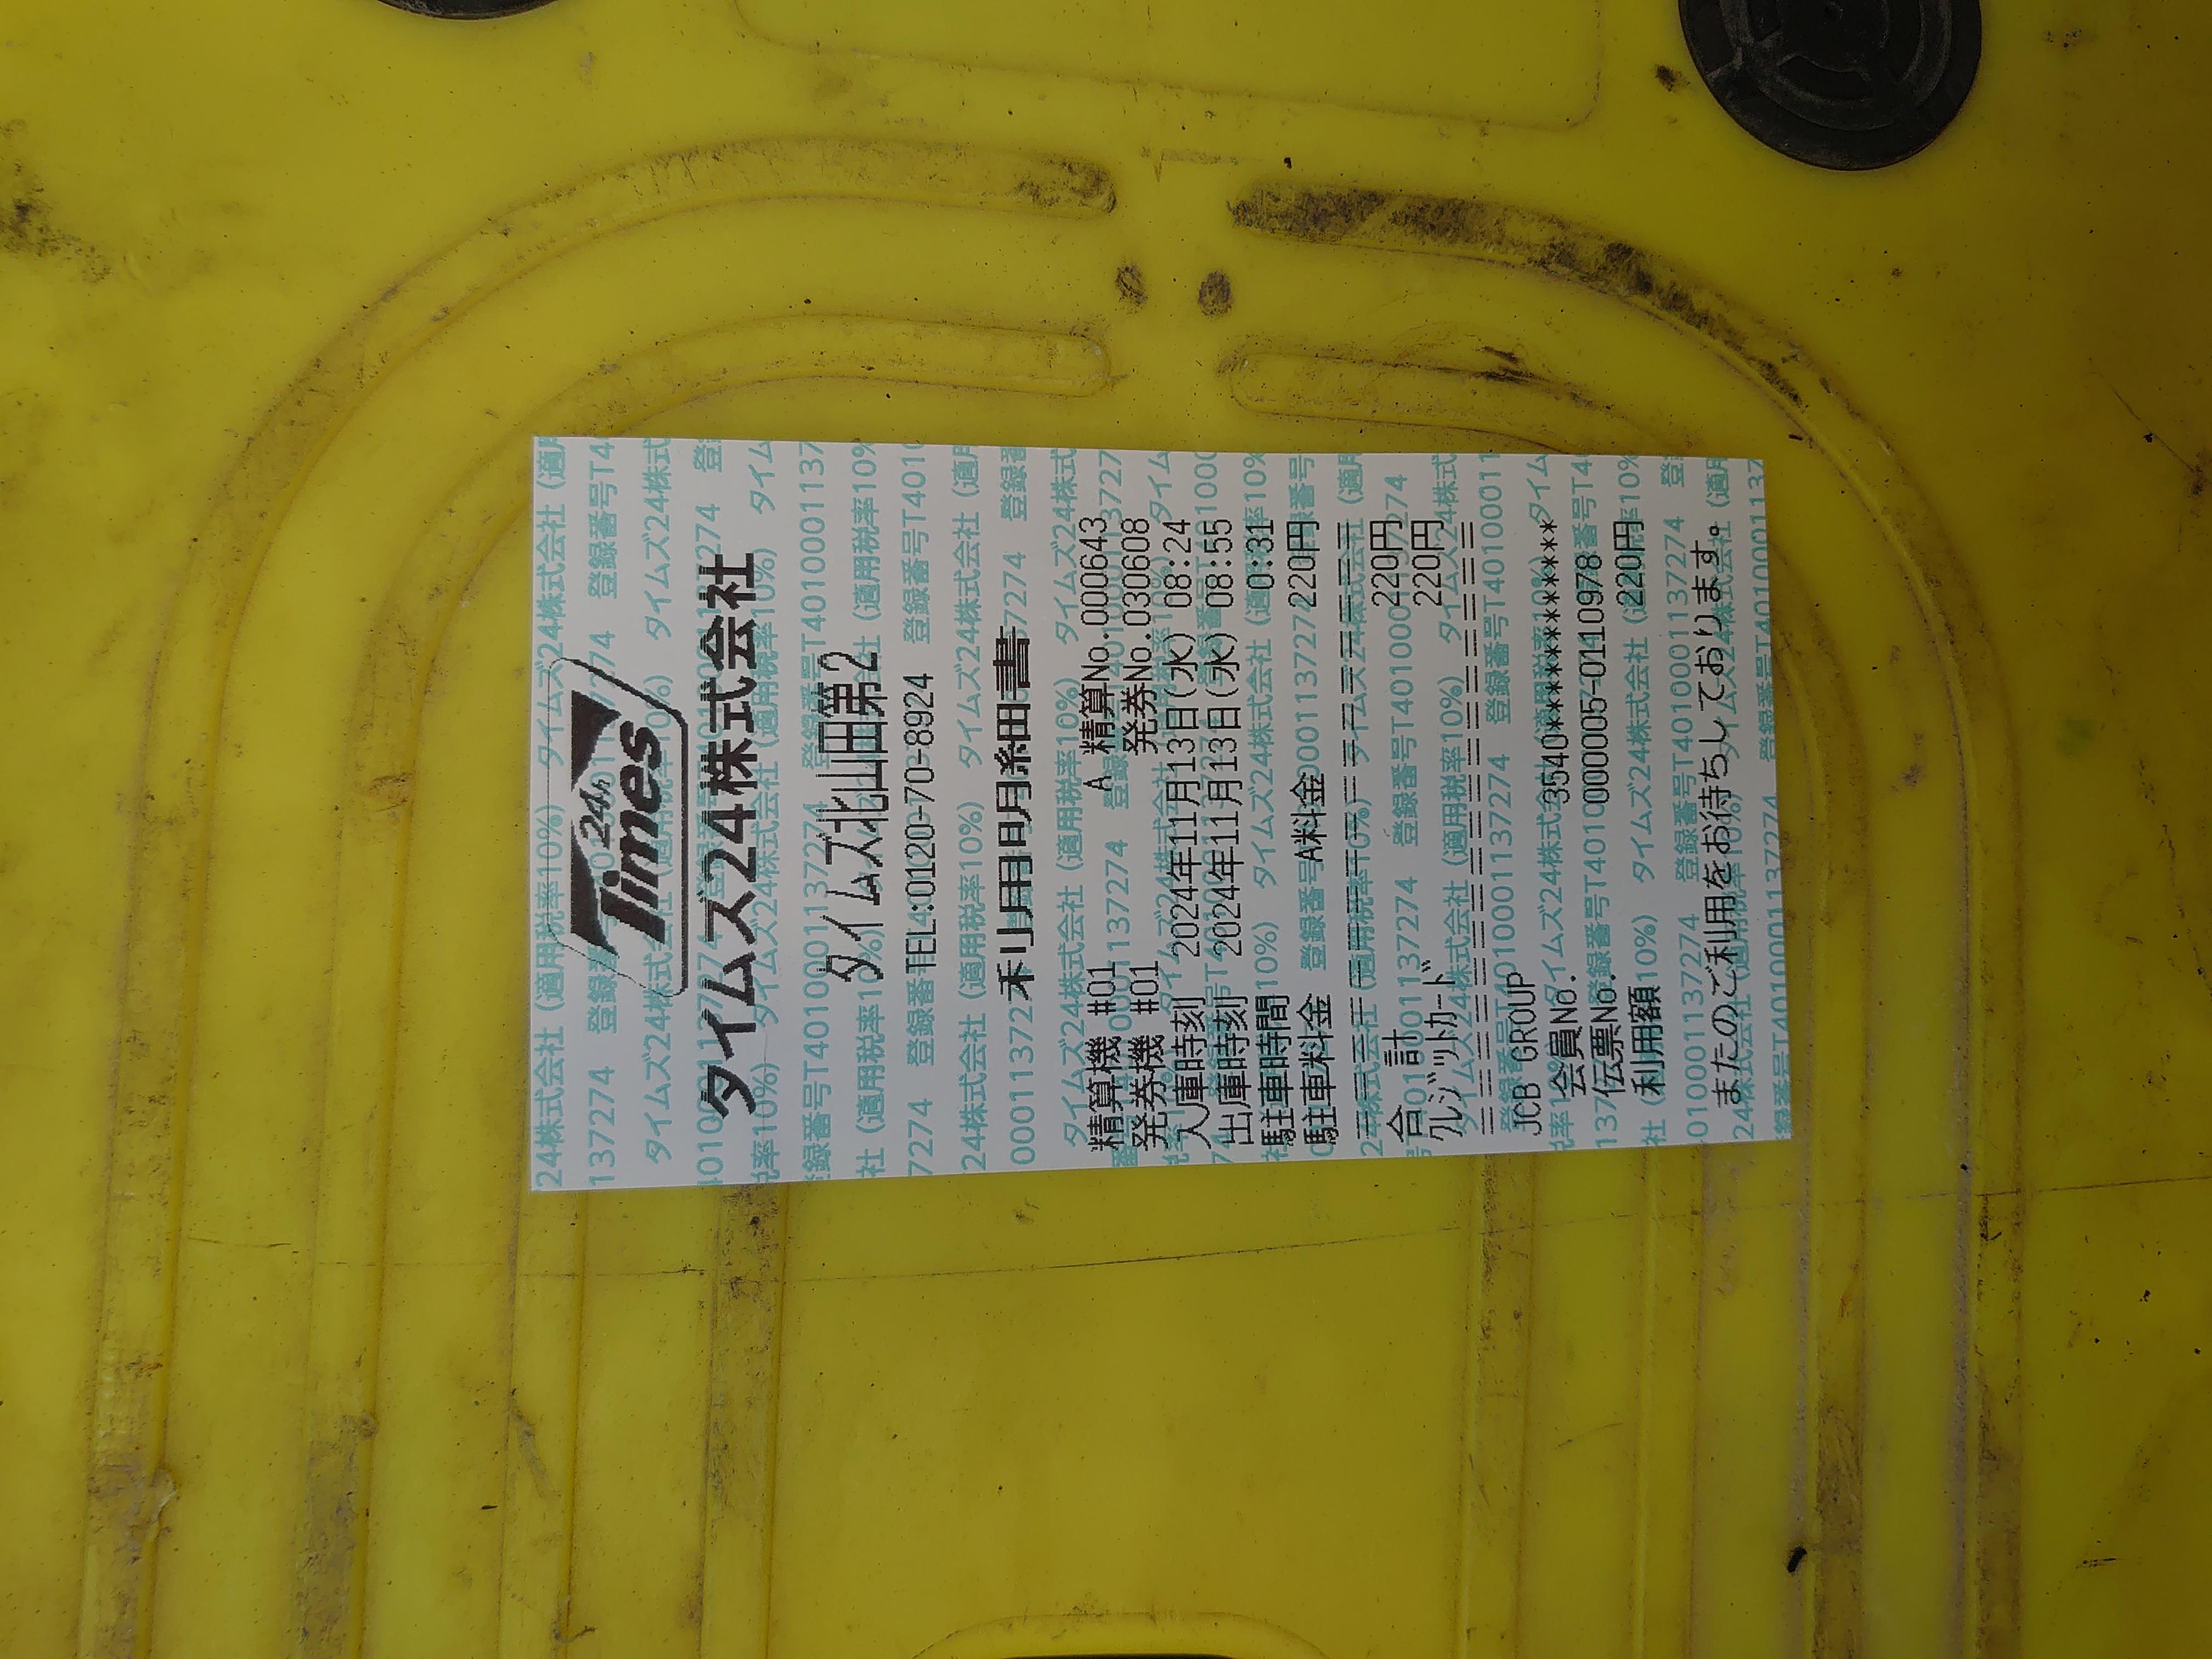 24h
Times
タイムズ24株式会社
タイムズ北山田第2
TEL:0120-70-8924
利用明細書
精算機 #01 A 精算No.000643
発券機 #01 発券No.030608
入庫時刻 2024年11月13日(水) 08:24
出庫時刻 2024年11月13日(水) 08:55
駐車時間 0:31
駐車料金 A料金 220円
合 計 220円
クレジットカード 220円
JCB GROUP
会員No. 3540************
伝票No. 000005-0110978
利用額 220円
またのご利用をお待ちしております。
タイムズ24株式会社 (適用税率10%) 登録番号T4010001137274